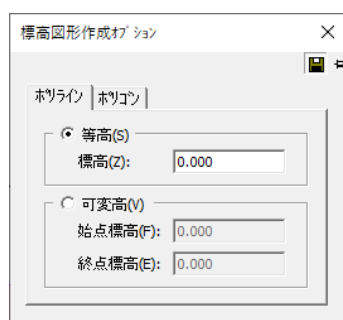 標高図形作成ｵﾌﾟｼｮﾝ
ﾎﾟﾘライン ﾎﾟﾘゴン
等高(S)
標高(Z): 0.000
可変高(V)
始点標高(F): 0.000
終点標高(E): 0.000